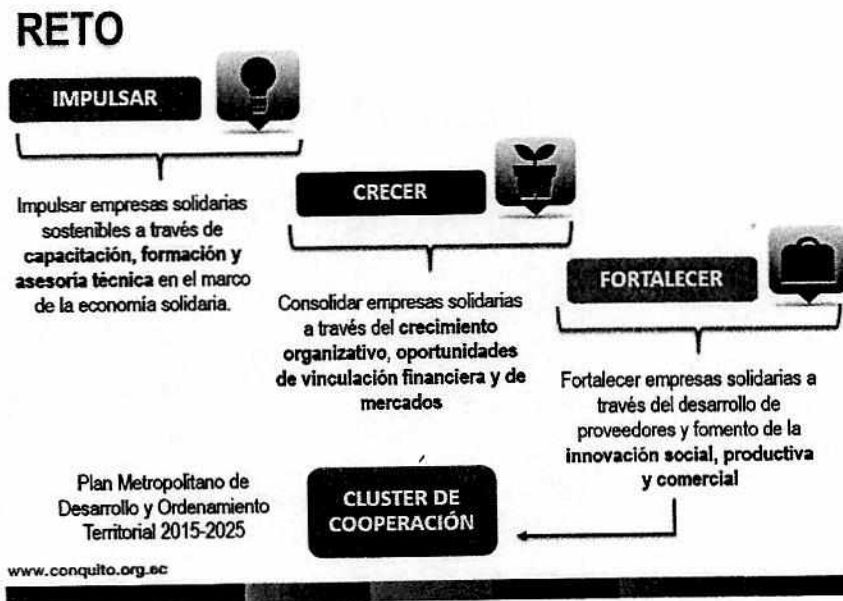 RETO
IMPULSAR
Impulsar empresas solidarias
sostenibles a través de
capacitación, formación y
asesoría técnica en el marco
de la economía solidaria.
CRECER
Consolidar empresas solidarias
a través del crecimiento
organizativo, oportunidades
de vinculación financiera y de
mercados
FORTALECER
Fortalecer empresas solidarias a
través del desarrollo de
proveedores y fomento de la
innovación social, productiva
y comercial
Plan Metropolitano de
Desarrollo y Ordenamiento
Territorial 2015-2025
CLUSTER DE
COOPERACIÓN
www.conquito.org.ec